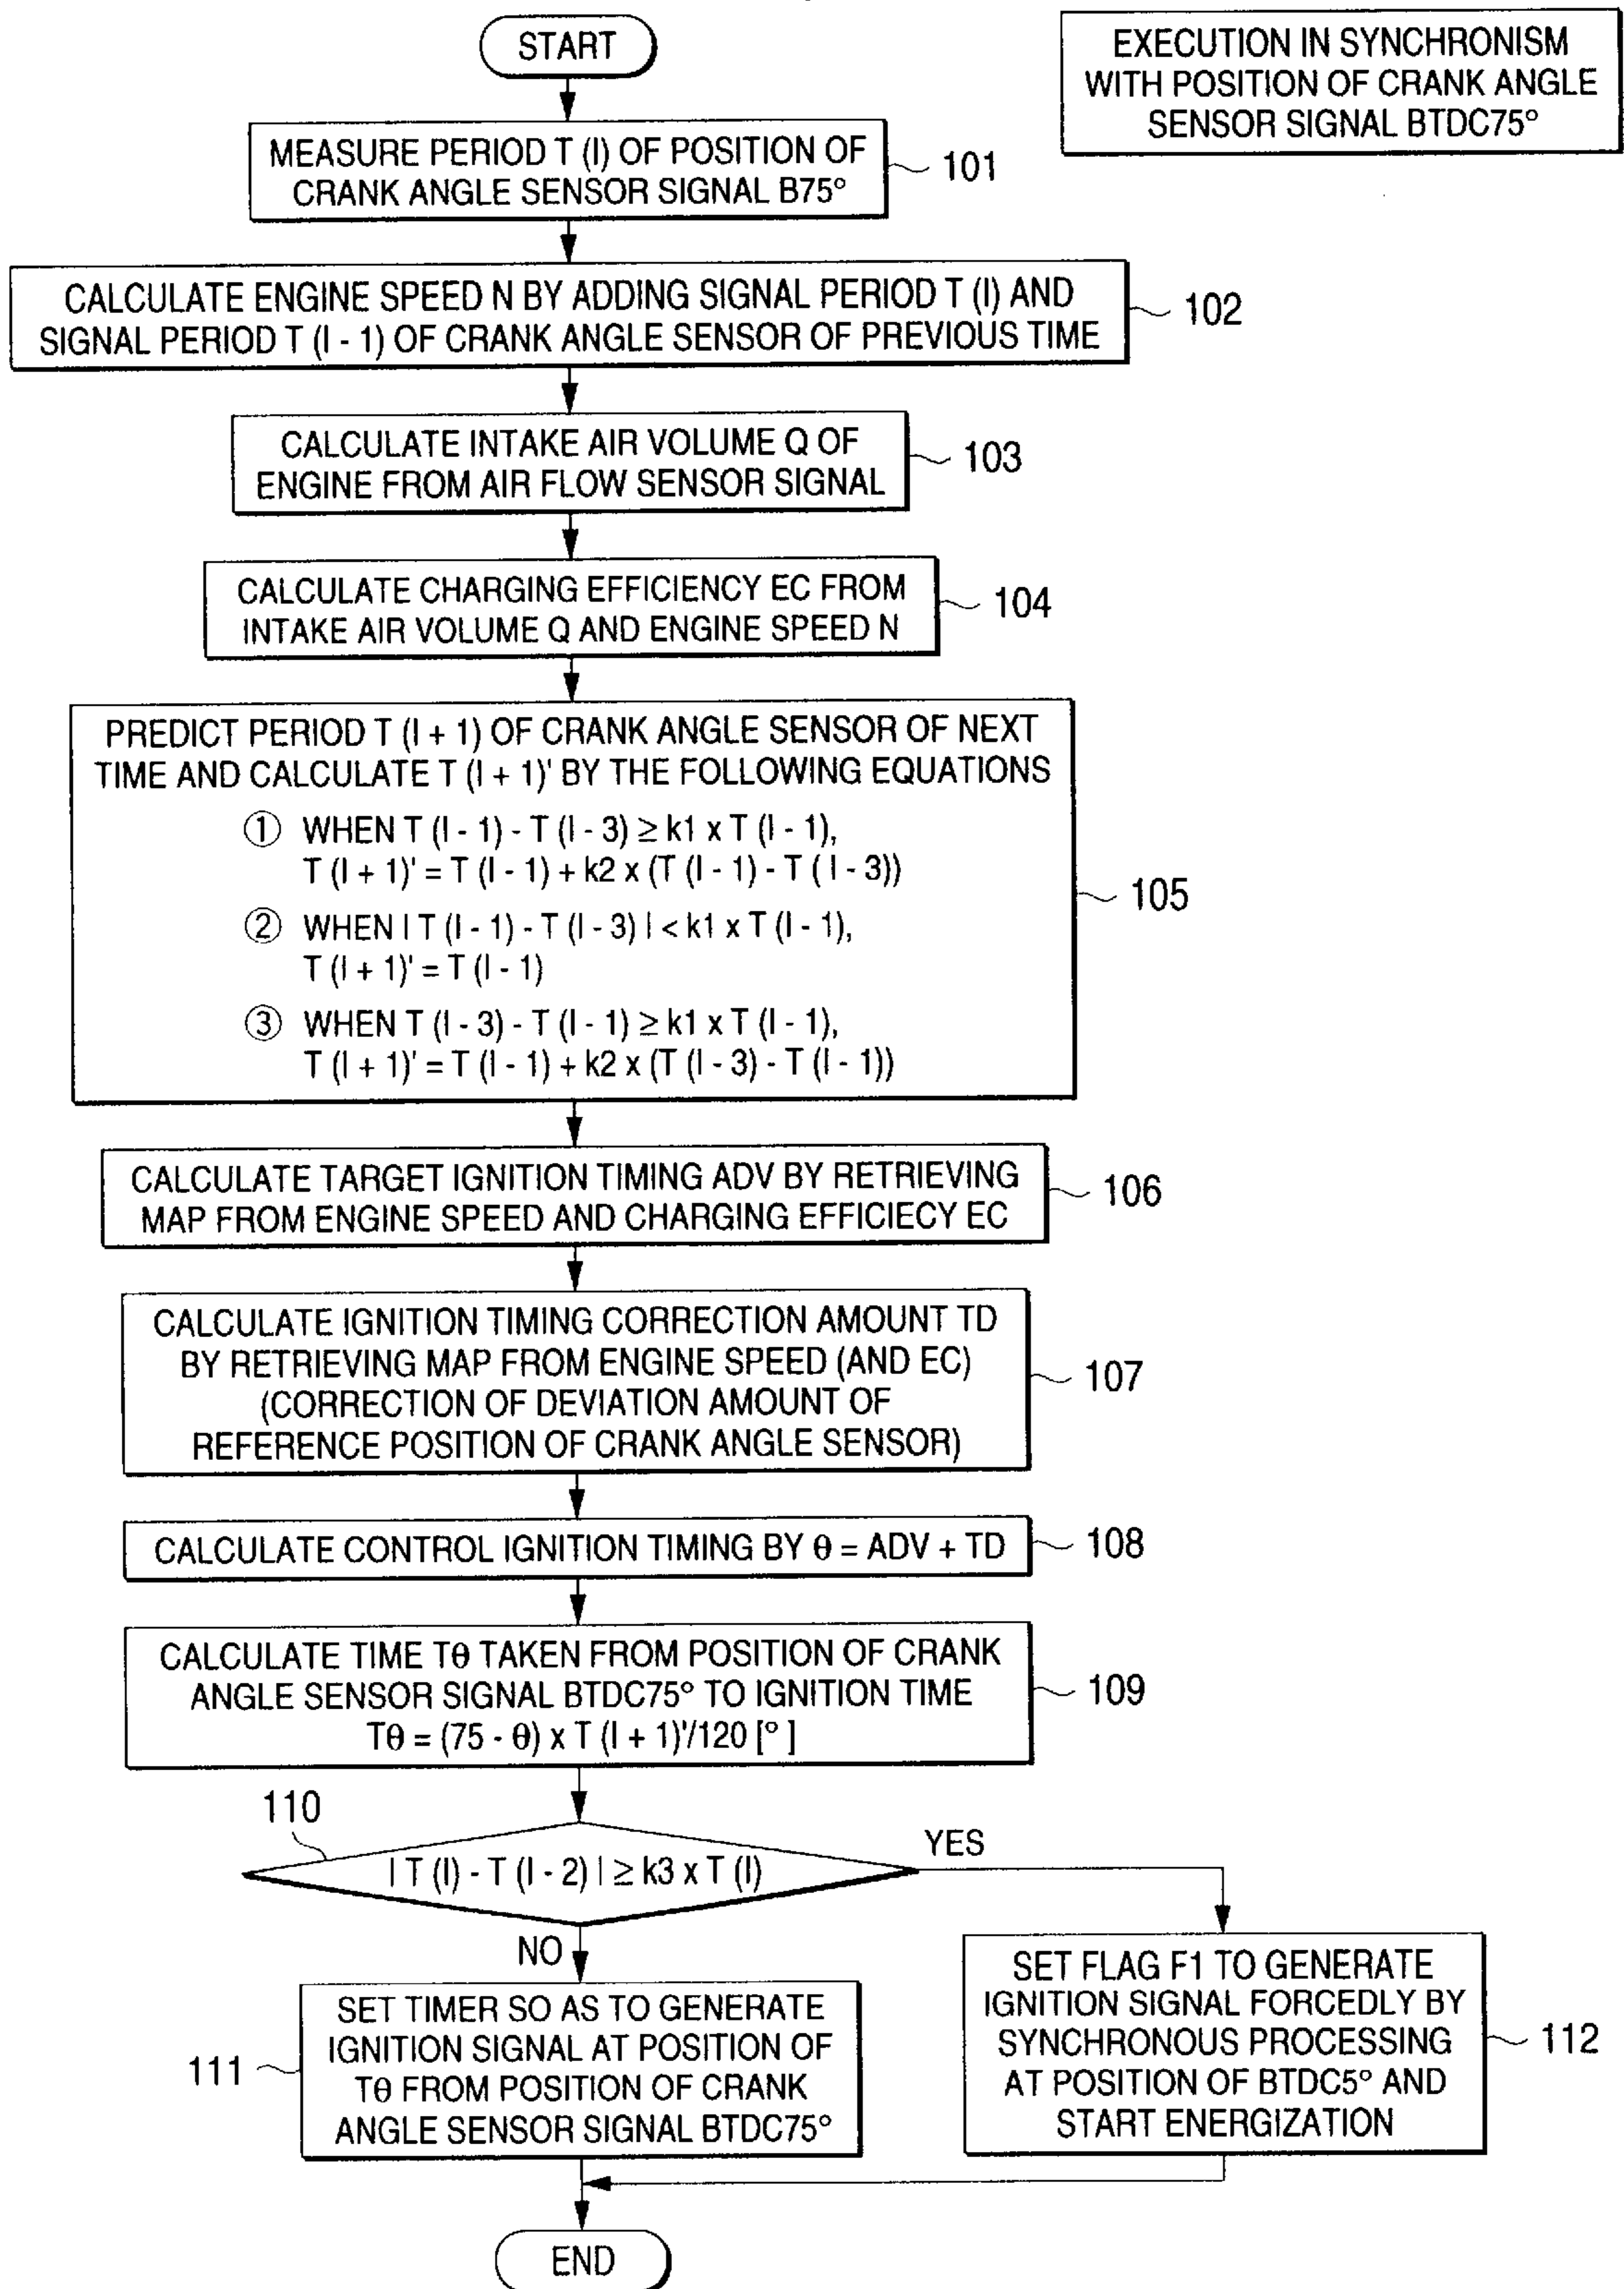 START
EXECUTION IN SYNCHRONISM
WITH POSITION OF CRANK ANGLE
SENSOR SIGNAL BTDC75°
MEASURE PERIOD T (I) OF POSITION OF
CRANK ANGLE SENSOR SIGNAL B75°
101
CALCULATE ENGINE SPEED N BY ADDING SIGNAL PERIOD T (I) AND
SIGNAL PERIOD T (I - 1) OF CRANK ANGLE SENSOR OF PREVIOUS TIME
102
CALCULATE INTAKE AIR VOLUME Q OF
ENGINE FROM AIR FLOW SENSOR SIGNAL
103
CALCULATE CHARGING EFFICIENCY EC FROM
INTAKE AIR VOLUME Q AND ENGINE SPEED N
104
PREDICT PERIOD T (I + 1) OF CRANK ANGLE SENSOR OF NEXT
TIME AND CALCULATE T (I + 1)' BY THE FOLLOWING EQUATIONS
① WHEN T (I - 1) - T (I - 3) ≥ k1 x T (I - 1),
T (I + 1)' = T (I - 1) + k2 x (T (I - 1) - T ( I - 3))
② WHEN I T (I - 1) - T (I - 3) I < k1 x T (I - 1),
T (I + 1)' = T (I - 1)
③ WHEN T (I - 3) - T (I - 1) ≥ k1 x T (I - 1),
T (I + 1)' = T (I - 1) + k2 x (T (I - 3) - T (I - 1))
105
CALCULATE TARGET IGNITION TIMING ADV BY RETRIEVING
MAP FROM ENGINE SPEED AND CHARGING EFFICIECY EC
106
CALCULATE IGNITION TIMING CORRECTION AMOUNT TD
BY RETRIEVING MAP FROM ENGINE SPEED (AND EC)
(CORRECTION OF DEVIATION AMOUNT OF
REFERENCE POSITION OF CRANK ANGLE SENSOR)
107
CALCULATE CONTROL IGNITION TIMING BY θ = ADV + TD
108
CALCULATE TIME Tθ TAKEN FROM POSITION OF CRANK
ANGLE SENSOR SIGNAL BTDC75° TO IGNITION TIME
Tθ = (75 - θ) x T (I + 1)'/120 [° ]
109
110
I T (I) - T (I - 2) I ≥ k3 x T (I)
YES
NO
SET TIMER SO AS TO GENERATE
IGNITION SIGNAL AT POSITION OF
Tθ FROM POSITION OF CRANK
ANGLE SENSOR SIGNAL BTDC75°
111
SET FLAG F1 TO GENERATE
IGNITION SIGNAL FORCEDLY BY
SYNCHRONOUS PROCESSING
AT POSITION OF BTDC5° AND
START ENERGIZATION
112
END